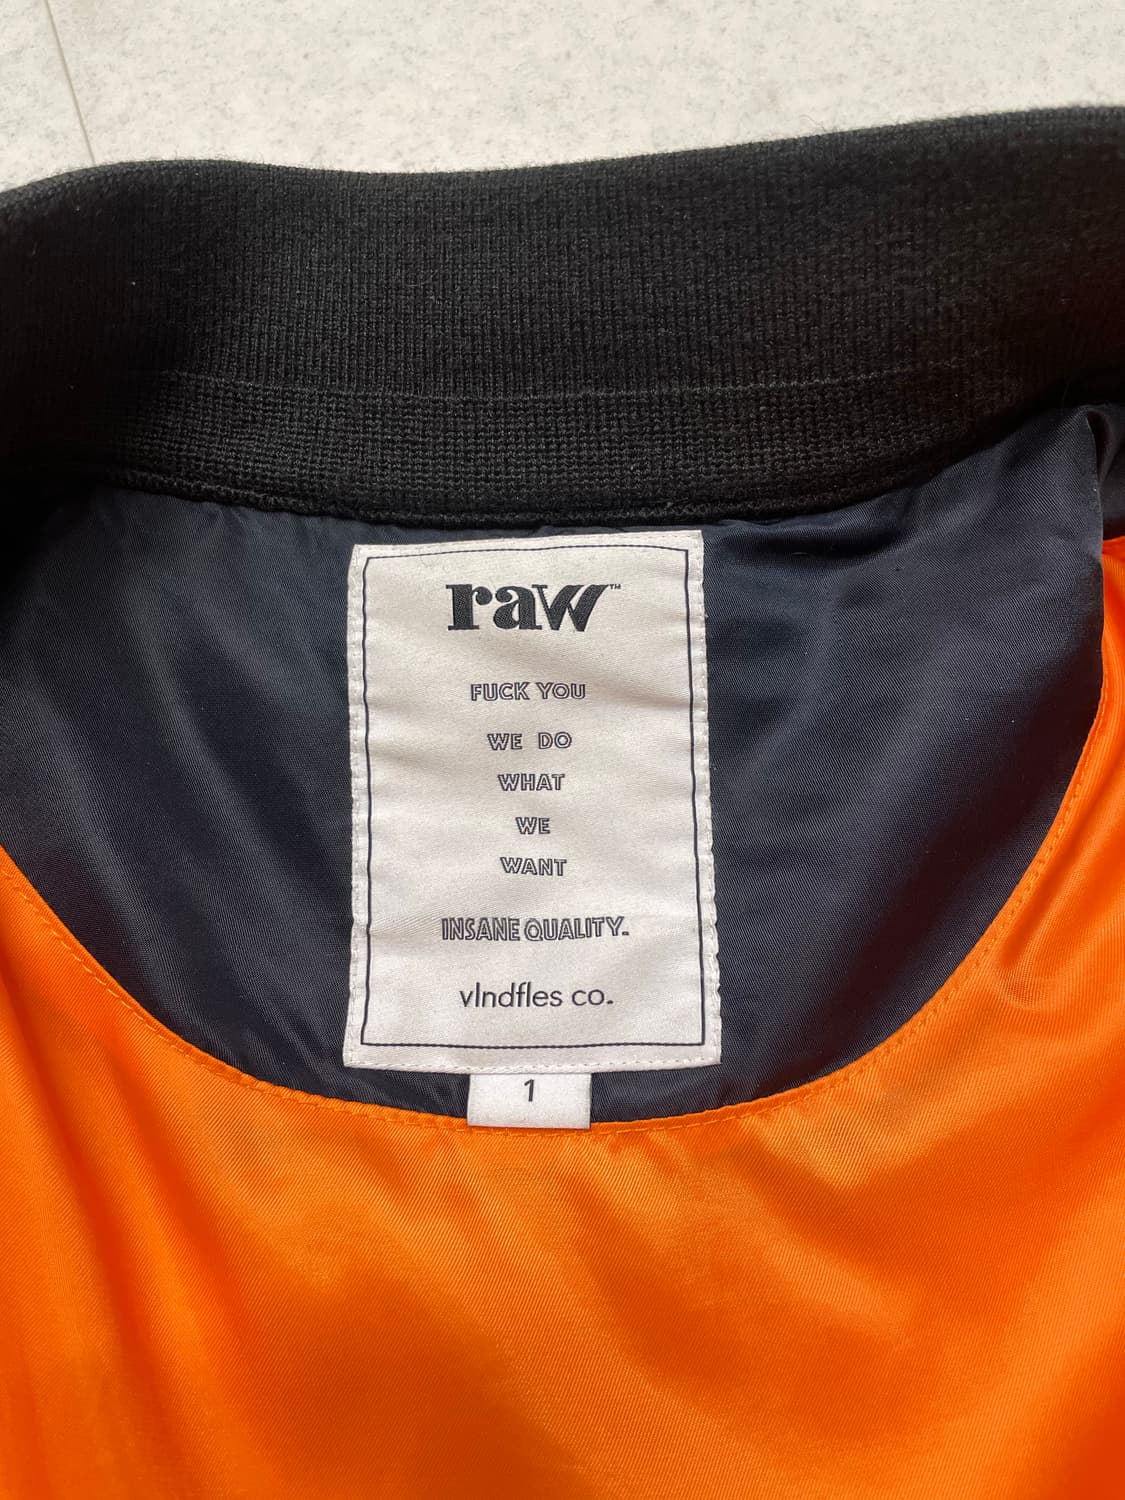 raw™
FUCK YOU
WE DO
WHAT
WE
WANT
INSANE QUALITY.
vlndfles co.
1